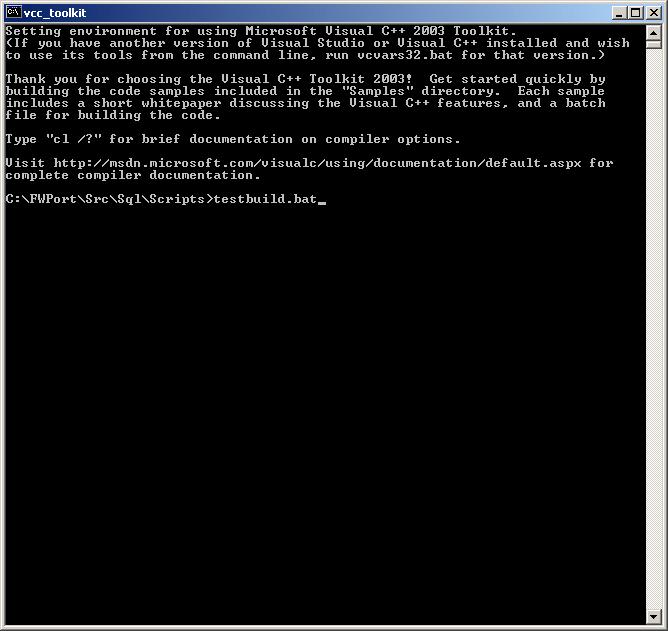 vcc_toolkit
Setting environment for using Microsoft Visual C++ 2003 Toolkit.
(If you have another version of Visual Studio or Visual C++ installed and wish
to use its tools from the command line, run vcvars32.bat for that version.)
Thank you for choosing the Visual C++ Toolkit 2003!  Get started quickly by
building the code samples included in the "Samples" directory.  Each sample
includes a short whitepaper discussing the Visual C++ features, and a batch
file for building the code.
Type "cl /?" for brief documentation on compiler options.
Visit http://msdn.microsoft.com/visualc/using/documentation/default.aspx for
complete compiler documentation.
C:\FWPort\Src\Sql\Scripts>testbuild.bat_